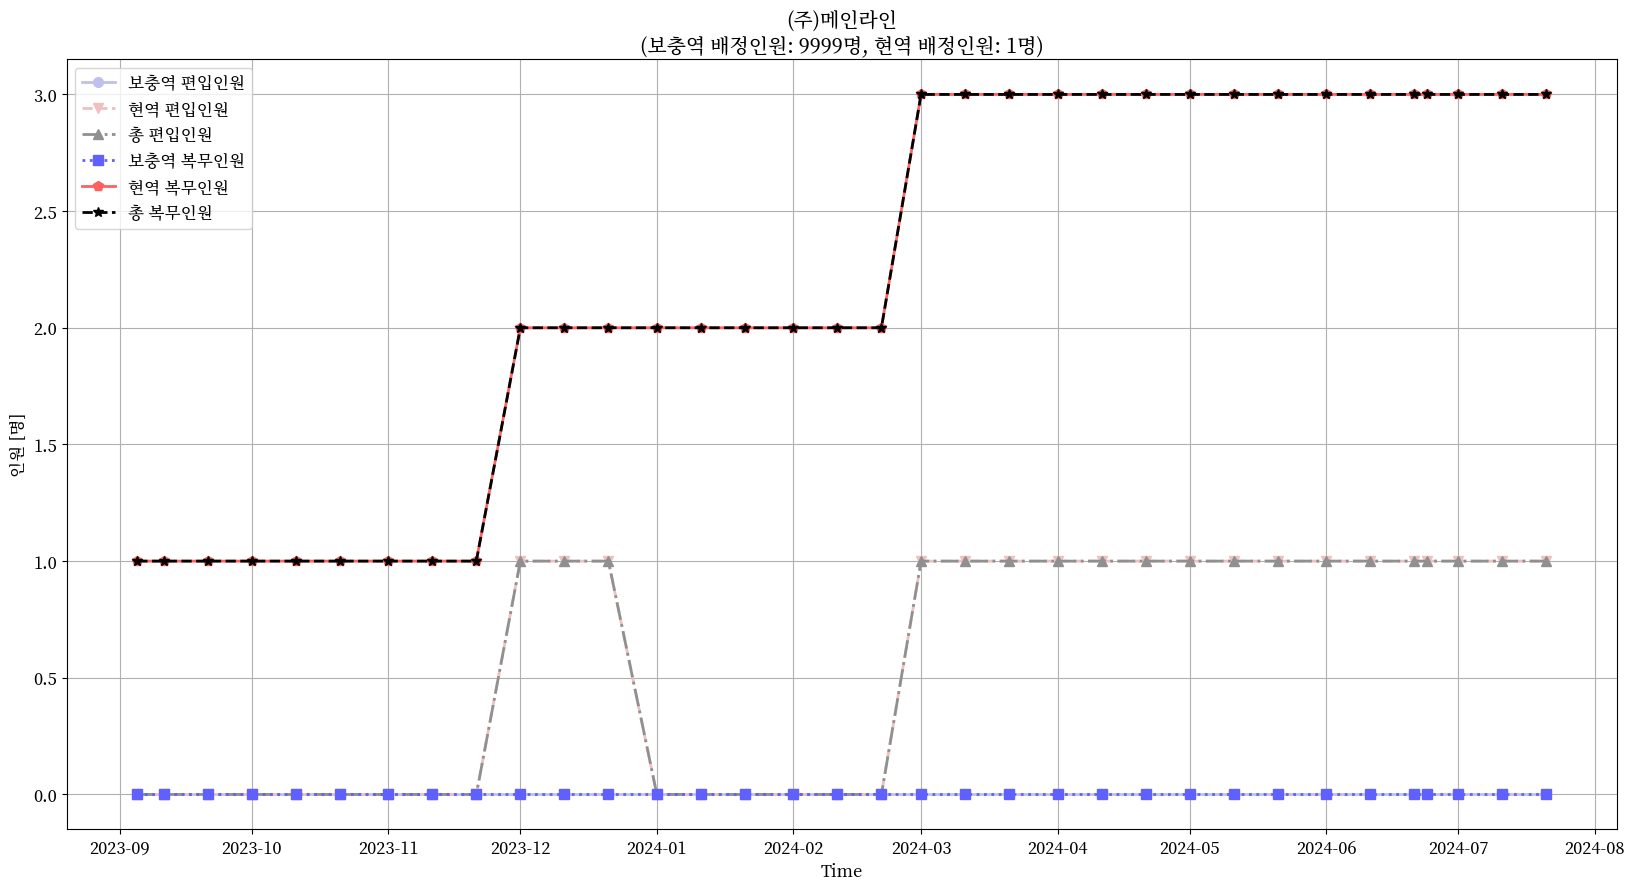 (주)메인라인
(보충역 배정인원: 9999명, 현역 배정인원: 1명)
보충역 편입인원
현역 편입인원
총 편입인원
보충역 복무인원
현역 복무인원
총 복무인원
3.0
2.5
2.0
1.5
1.0
0.5
0.0
인원 [명]
2023-09
2023-10
2023-11
2023-12
2024-01
2024-02
2024-03
2024-04
2024-05
2024-06
2024-07
2024-08
Time